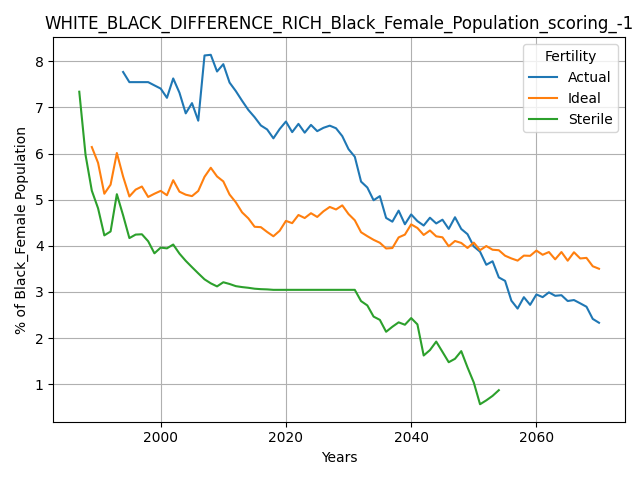 WHITE_BLACK_DIFFERENCE_RICH_Black_Female_Population_scoring_-1
Fertility
Actual
Ideal
Sterile
% of Black_Female Population
8
7
6
5
4
3
2
1
2000
2020
2040
2060
Years